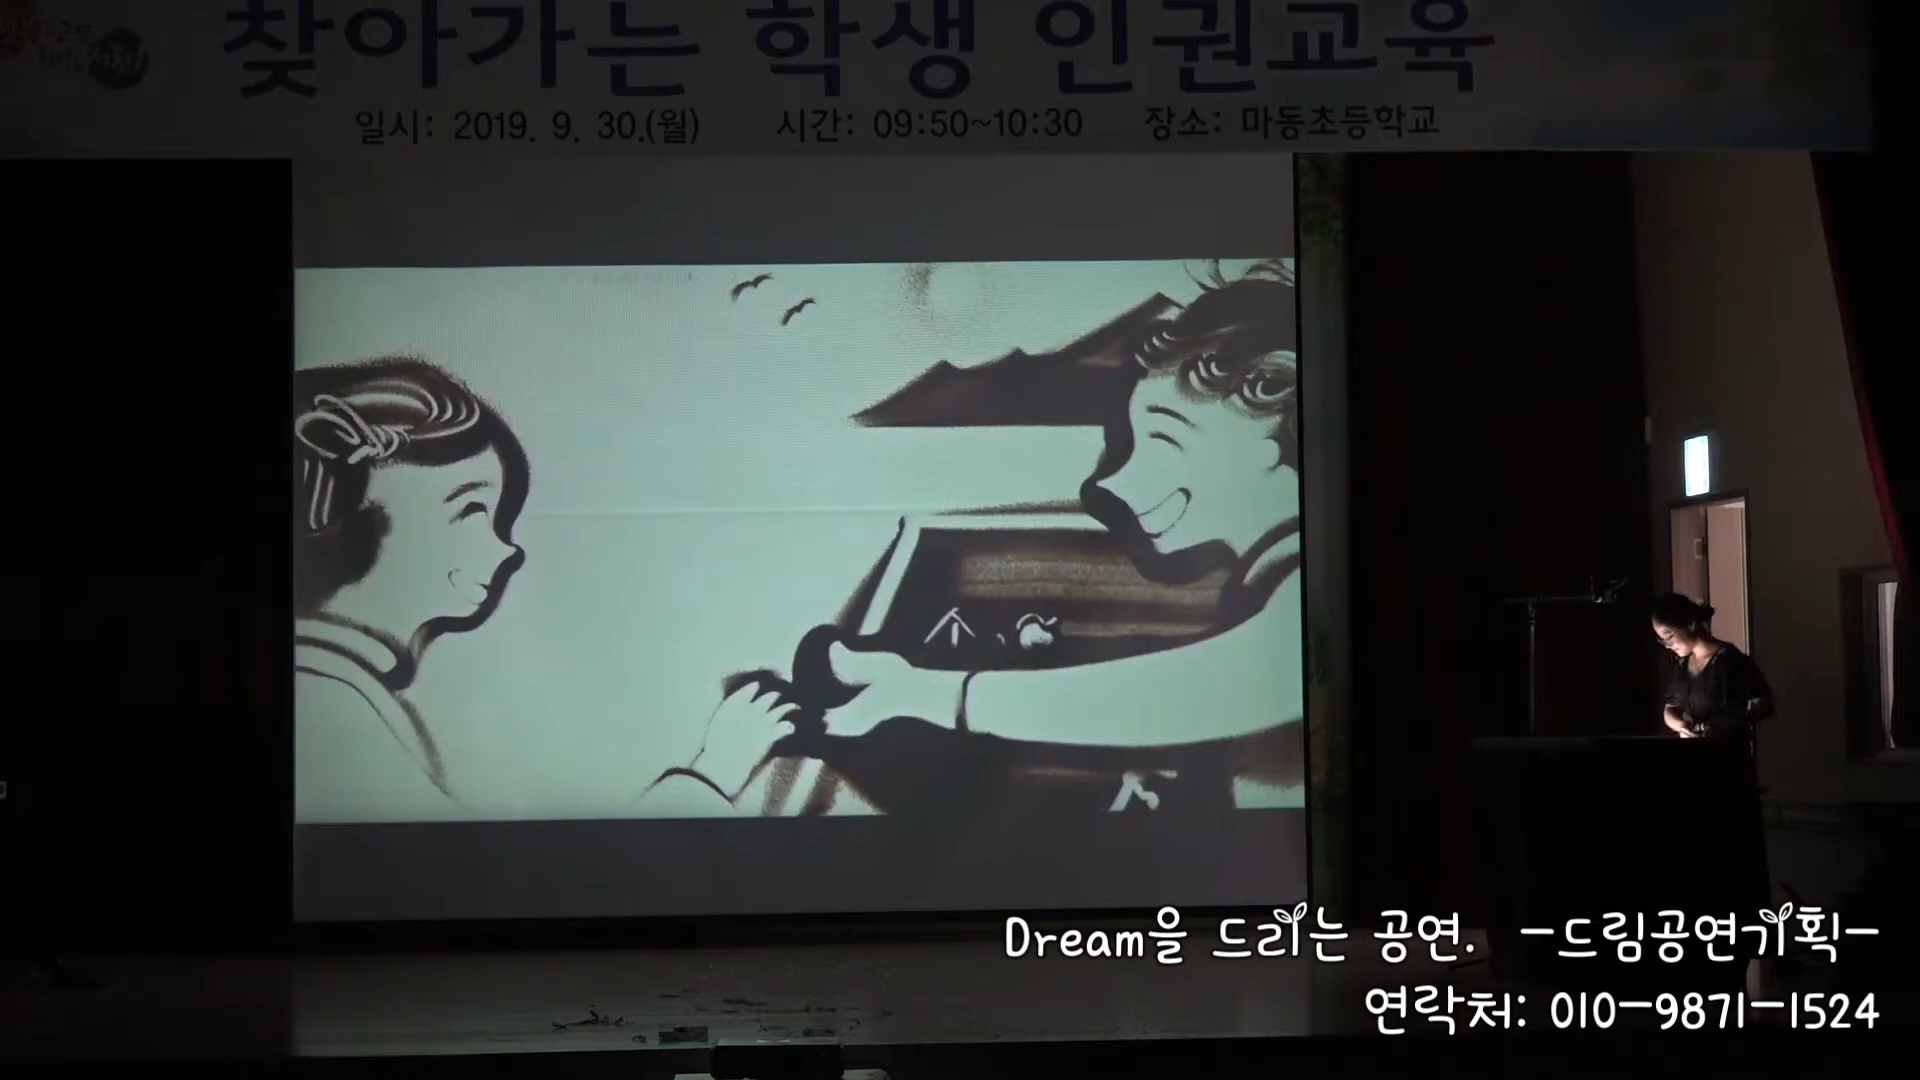 찾아가는 학생 인권교육
일시: 2019. 9. 30.(월) 시간: 09:50~10:30 장소: 마동초등학교
Dream을 드리는 공연. -드림공연기획-
연락처: 010-9871-1524